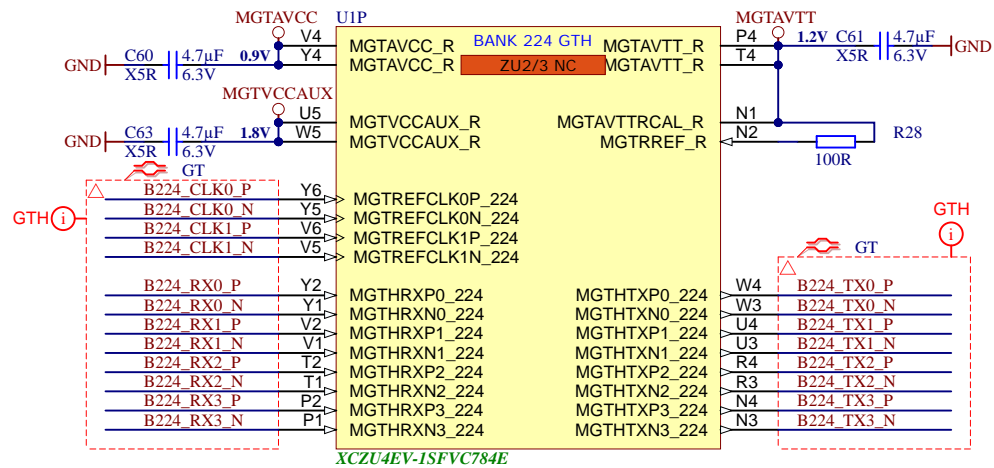 MGTAVCC U1P MGTAVTT
V4 MGTAVCC_R BANK 224 GTH MGTAVTT_R P4 1.2V C61 4.7µF GND
GND C60 4.7µF 0.9V Y4 MGTAVCC_R ZU2/3 NC MGTAVTT_R T4 X5R 6.3V
X5R 6.3V
MGTVCCAUX
U5 MGTVCCAUX_R MGTAVTTRCAL_R N1
GND C63 4.7µF 1.8V W5 MGTVCCAUX_R MGTRREF_R N2 R28
X5R 6.3V 100R
GT
B224_CLK0_P Y6 MGTREFCLK0P_224
GTH i B224_CLK0_N Y5 MGTREFCLK0N_224 GTH
B224_CLK1_P V6 MGTREFCLK1P_224 i
B224_CLK1_N V5 MGTREFCLK1N_224 GT
B224_RX0_P Y2 MGTHRXP0_224 MGTHTXP0_224 W4 B224_TX0_P
B224_RX0_N Y1 MGTHRXN0_224 MGTHTXN0_224 W3 B224_TX0_N
B224_RX1_P V2 MGTHRXP1_224 MGTHTXP1_224 U4 B224_TX1_P
B224_RX1_N V1 MGTHRXN1_224 MGTHTXN1_224 U3 B224_TX1_N
B224_RX2_P T2 MGTHRXP2_224 MGTHTXP2_224 R4 B224_TX2_P
B224_RX2_N T1 MGTHRXN2_224 MGTHTXN2_224 R3 B224_TX2_N
B224_RX3_P P2 MGTHRXP3_224 MGTHTXP3_224 N4 B224_TX3_P
B224_RX3_N P1 MGTHRXN3_224 MGTHTXN3_224 N3 B224_TX3_N
XCZU4EV-1SFVC784E